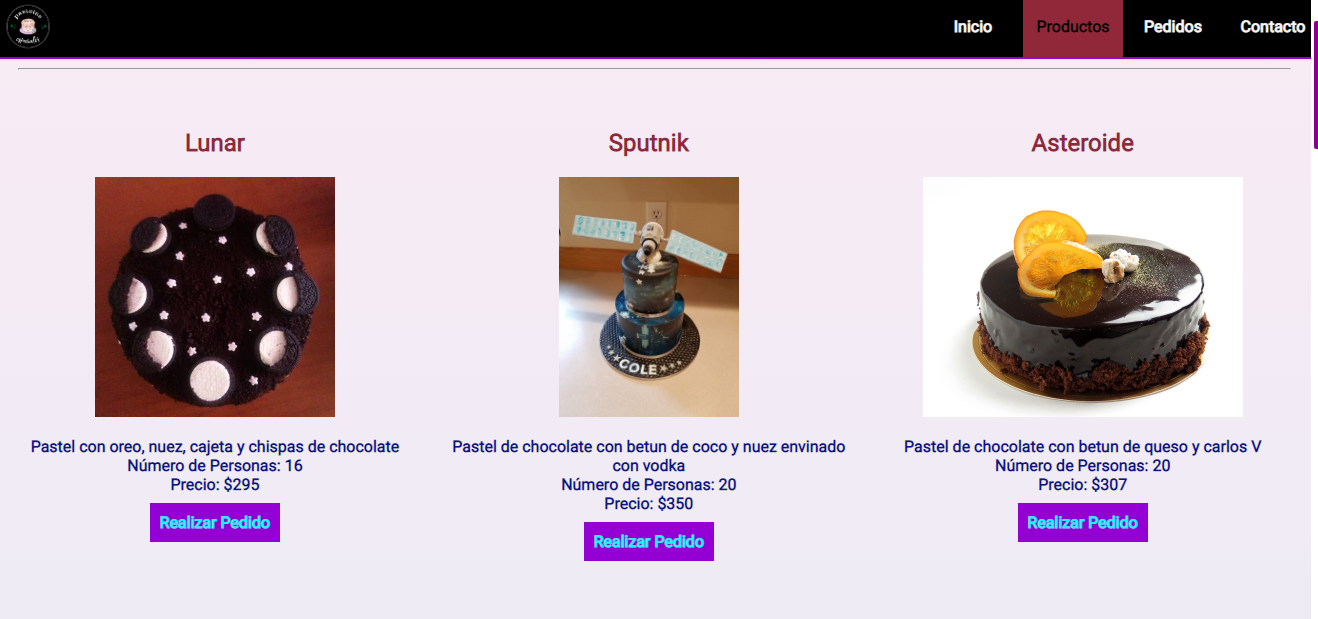 Inicio
Productos
Pedidos
Contacto
Lunar
Sputnik
Asteroide
COLE
Pastel con oreo, nuez, cajeta y chispas de chocolate
Número de Personas: 16
Precio: $295
Realizar Pedido
Pastel de chocolate con betun de coco y nuez envinado
con vodka
Número de Personas: 20
Precio: $350
Realizar Pedido
Pastel de chocolate con betun de queso y carlos V
Número de Personas: 20
Precio: $307
Realizar Pedido